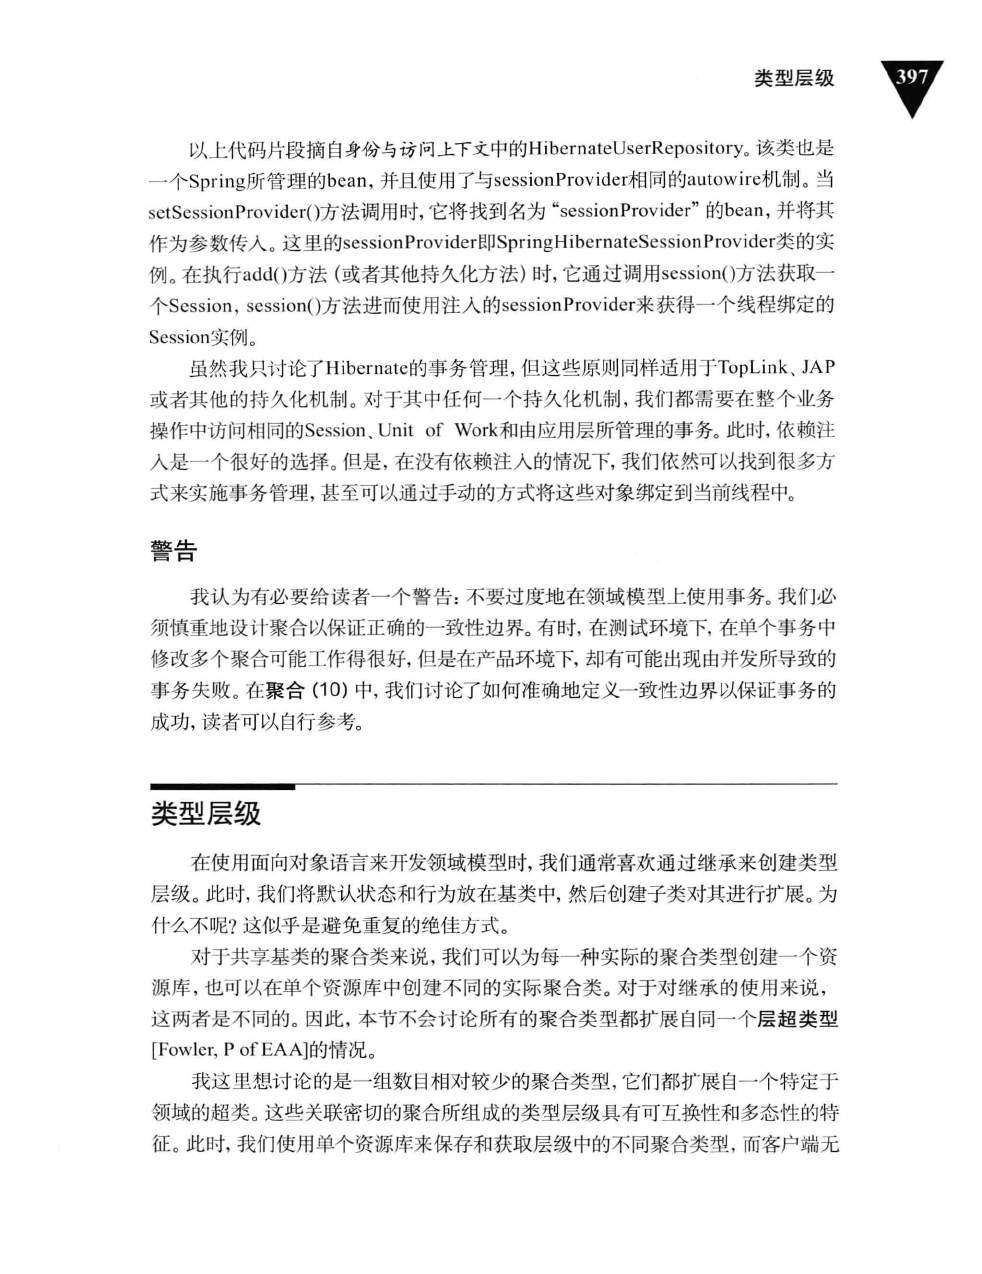 类型层级
397
以上代码片段摘自身份与访问上下文中的HibernateUserRepository。该类也是
一个Spring所管理的bean, 并且使用了与sessionProvider相同的autowire机制。当
setSessionProvider()方法调用时, 它将找到名为“sessionProvider”的bean, 并将其
作为参数传入。这里的sessionProvider即SpringHibernateSessionProvider类的实
例。在执行add()方法 (或者其他持久化方法) 时, 它通过调用session()方法获取一
个Session, session()方法进而使用注入的sessionProvider来获得一个线程绑定的
Session实例。
虽然我只讨论了Hibernate的事务管理, 但这些原则同样适用于TopLink、JAP
或者其他的持久化机制。对于其中任何一个持久化机制, 我们都需要在整个业务
操作中访问相同的Session、Unit of Work和由应用层所管理的事务。此时, 依赖注
入是一个很好的选择。但是, 在没有依赖注入的情况下, 我们依然可以找到很多方
式来实施事务管理, 甚至可以通过手动的方式将这些对象绑定到当前线程中。
警告
我认为有必要给读者一个警告: 不要过度地在领域模型上使用事务。我们必
须慎重地设计聚合以保证正确的一致性边界。有时, 在测试环境下, 在单个事务中
修改多个聚合可能工作得很好, 但是在产品环境下, 却有可能出现由并发所导致的
事务失败。在聚合 (10) 中, 我们讨论了如何准确地定义一致性边界以保证事务的
成功, 读者可以自行参考。
类型层级
在使用面向对象语言来开发领域模型时, 我们通常喜欢通过继承来创建类型
层级。此时, 我们将默认状态和行为放在基类中, 然后创建子类对其进行扩展。为
什么不呢? 这似乎是避免重复的绝佳方式。
对于共享基类的聚合类来说, 我们可以为每一种实际的聚合类型创建一个资
源库, 也可以在单个资源库中创建不同的实际聚合类。对于对继承的使用来说,
这两者是不同的。因此, 本节不会讨论所有的聚合类型都扩展自同一个层超类型
[Fowler, P of EAA]的情况。
我这里想讨论的是一组数目相对较少的聚合类型, 它们都扩展自一个特定于
领域的超类。这些关联密切的聚合所组成的类型层级具有可互换性和多态性的特
征。此时, 我们使用单个资源库来保存和获取层级中的不同聚合类型, 而客户端无